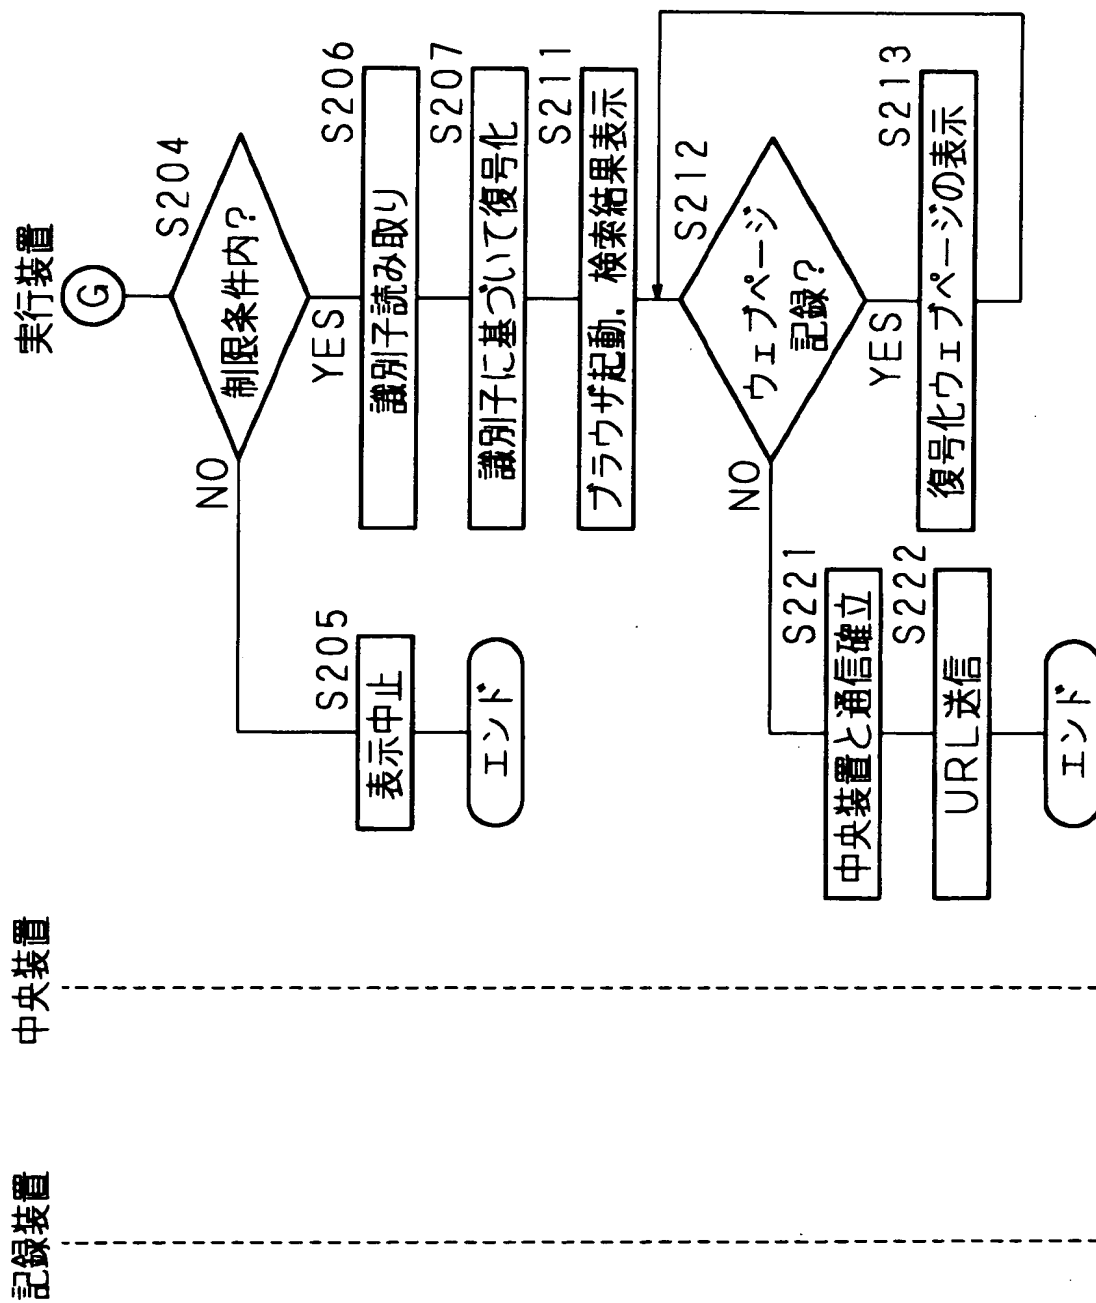 記録装置
中央装置
実行装置
G
S204
制限条件内?
NO
YES
S205
表示中止
エンド
S206
識別子読み取り
S207
識別子に基づいて復号化
S211
ブラウザ起動, 検索結果表示
S212
ウェブページ
記録?
NO
YES
S213
復号化ウェブページの表示
S221
中央装置と通信確立
S222
URL送信
エンド